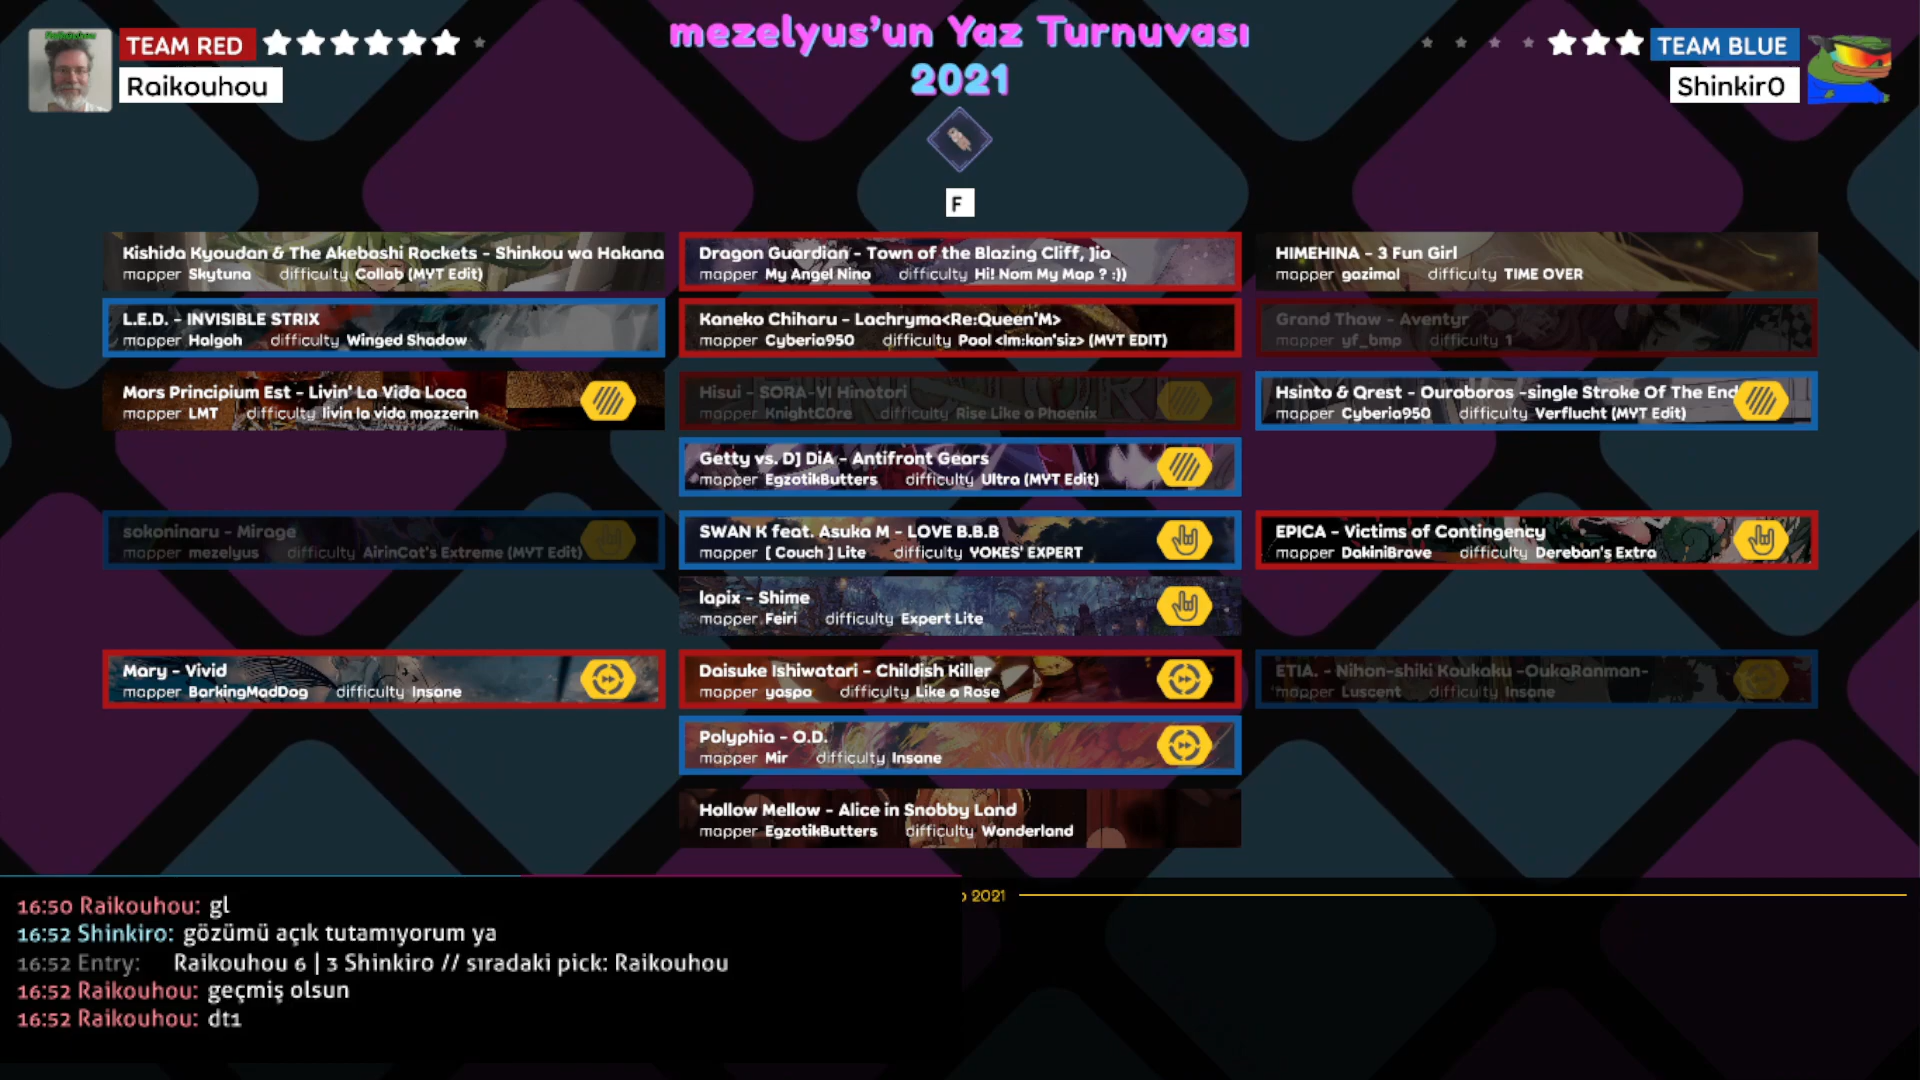 mezelyus'un Yaz Turnuvası
2021
TEAM RED
Raikouhou
TEAM BLUE
Shinkir0
F
Kishida Kyoudan & The Akeboshi Rockets - Shinkou wa Hakana
mapper Skytuna difficulty Collab (MYT Edit)
Dragon Guardian - Town of the Blazing Cliff, Jio
mapper My Angel Nino difficulty Hi! Nom My Map ? :))
HIMEHINA - 3 Fun Girl
mapper gazimal difficulty TIME OVER
L.E.D. - INVISIBLE STRIX
mapper Halgoh difficulty Winged Shadow
Kaneko Chiharu - Lachryma<Re:Queen'M>
mapper Cyberia950 difficulty Pool <Im:kan'siz> (MYT EDIT)
Grand Thaw - Aventyr
mapper yf_bmp difficulty 1
Mors Principium Est - Livin' La Vida Loca
mapper LMT difficulty livin la vida mazzerin
Hisui - SORA-VI Hinotori
mapper KnightC0re difficulty Rise Like a Phoenix
Hsinto & Qrest - Ouroboros -single Stroke Of The End
mapper Cyberia950 difficulty Verflucht (MYT Edit)
Getty vs. DJ DiA - Antifront Gears
mapper EgzotikButters difficulty Ultra (MYT Edit)
sokoninaru - Mirage
mapper mezelyus difficulty AirinCat's Extreme (MYT Edit)
SWAN K feat. Asuka M - LOVE B.B.B
mapper [ Couch ] Lite difficulty YOKES' EXPERT
EPICA - Victims of Contingency
mapper DakiniBrave difficulty Dereban's Extra
lapix - Shime
mapper Feiri difficulty Expert Lite
Mary - Vivid
mapper BarkingMadDog difficulty Insane
Daisuke Ishiwatari - Childish Killer
mapper yaspo difficulty Like a Rose
ETIA. - Nihon-shiki Koukaku -OukaRanman-
mapper Luscent difficulty Insane
Polyphia - O.D.
mapper Mir difficulty Insane
Hollow Mellow - Alice in Snobby Land
mapper EgzotikButters difficulty Wonderland
2021
16:50 Raikouhou: gl
16:52 Shinkiro: gözümü açık tutamıyorum ya
16:52 Entry: Raikouhou 6 | 3 Shinkiro // sıradaki pick: Raikouhou
16:52 Raikouhou: geçmiş olsun
16:52 Raikouhou: dt1